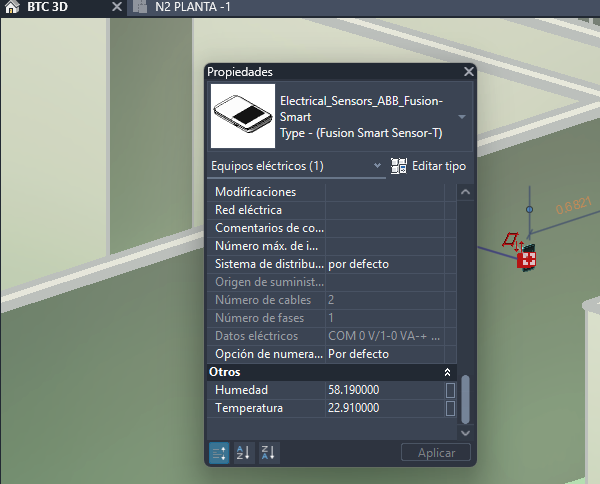 BTC 3D
N2 PLANTA -1
Propiedades
Electrical_Sensors_ABB_Fusion-
Smart
Type - (Fusion Smart Sensor-T)
Equipos eléctricos (1)
Editar tipo
Modificaciones
Red eléctrica
Comentarios de co...
Número máx. de i...
Sistema de distribu... por defecto
Origen de suminist...
Número de cables 2
Número de fases 1
Datos eléctricos COM 0 V/1-0 VA-+ ...
Opción de numera... Por defecto
Otros
Humedad 58.190000
Temperatura 22.910000
Aplicar
0.6821